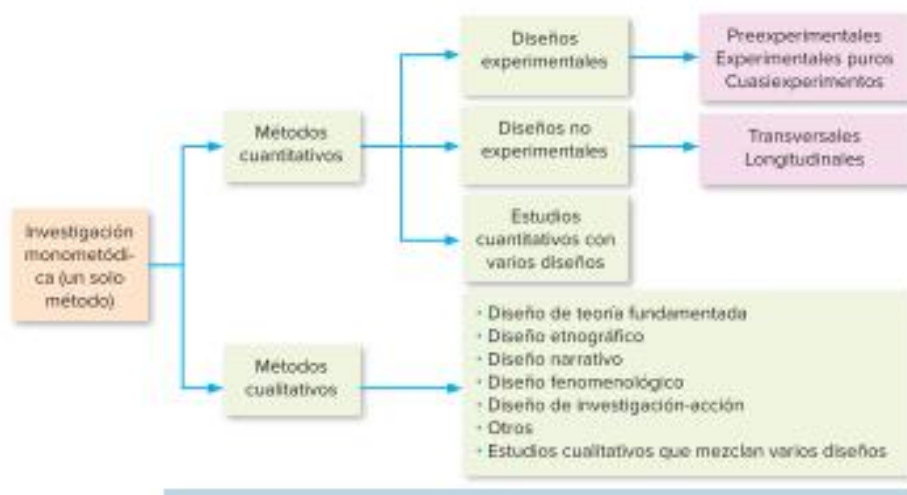 Investigación
monometódi-
ca (un solo
método)
Métodos
cuantitativos
Diseños
experimentales
Preexperimentales
Experimentales puros
Cuasiexperimentos
Diseños no
experimentales
Transversales
Longitudinales
Estudios
cuantitativos con
varios diseños
Métodos
cualitativos
• Diseño de teoría fundamentada
• Diseño etnográfico
• Diseño narrativo
• Diseño fenomenológico
• Diseño de investigación-acción
• Otros
• Estudios cualitativos que mezclan varios diseños